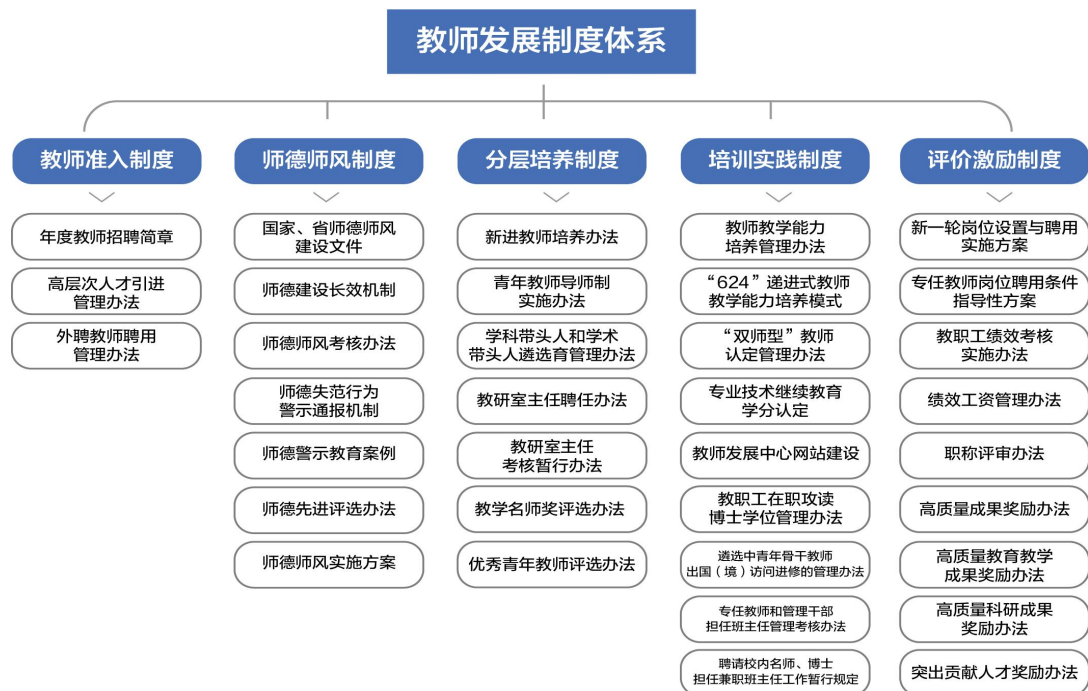 教师发展制度体系
教师准入制度
年度教师招聘简章
高层次人才引进
管理办法
外聘教师聘用
管理办法
师德师风制度
国家、省师德师风
建设文件
师德建设长效机制
师德师风考核办法
师德失范行为
警示通报机制
师德警示教育案例
师德先进评选办法
师德师风实施方案
分层培养制度
新进教师培养办法
青年教师导师制
实施办法
学科带头人和学术
带头人遴选育管理办法
教研室主任聘任办法
教研室主任
考核暂行办法
教学名师奖评选办法
优秀青年教师评选办法
培训实践制度
教师教学能力
培养管理办法
“624”递进式教师
教学能力培养模式
“双师型”教师
认定管理办法
专业技术继续教育
学分认定
教师发展中心网站建设
教职工在职攻读
博士学位管理办法
遴选中青年骨干教师
出国（境）访问进修的管理办法
专任教师和管理干部
担任班主任管理考核办法
聘请校内名师、博士
担任兼职班主任工作暂行规定
评价激励制度
新一轮岗位设置与聘用
实施方案
专任教师岗位聘用条件
指导性方案
教职工绩效考核
实施办法
绩效工资管理办法
职称评审办法
高质量成果奖励办法
高质量教育教学
成果奖励办法
高质量科研成果
奖励办法
突出贡献人才奖励办法